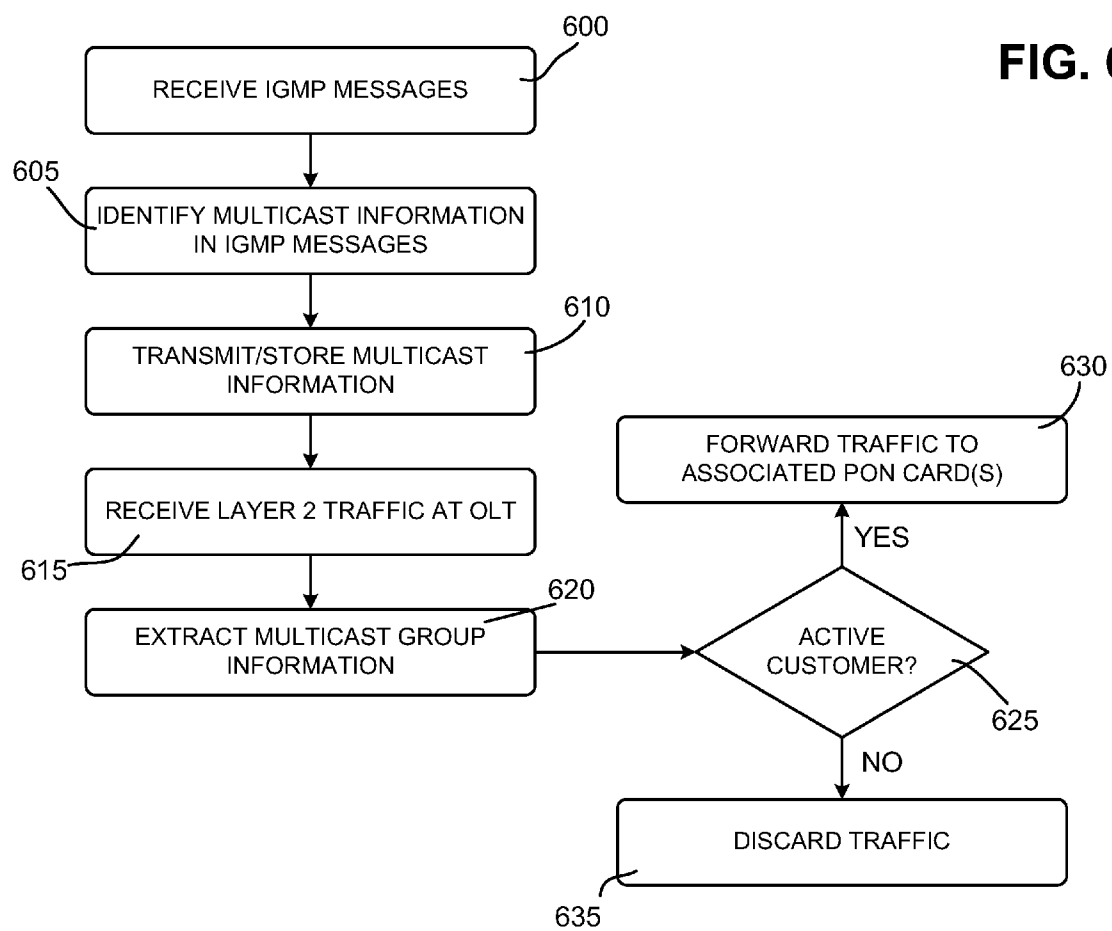 600
FIG. 6
RECEIVE IGMP MESSAGES
605
IDENTIFY MULTICAST INFORMATION
IN IGMP MESSAGES
610
TRANSMIT/STORE MULTICAST
INFORMATION
630
FORWARD TRAFFIC TO
ASSOCIATED PON CARD(S)
RECEIVE LAYER 2 TRAFFIC AT OLT
615
YES
620
EXTRACT MULTICAST GROUP
INFORMATION
ACTIVE
CUSTOMER?
625
NO
DISCARD TRAFFIC
635